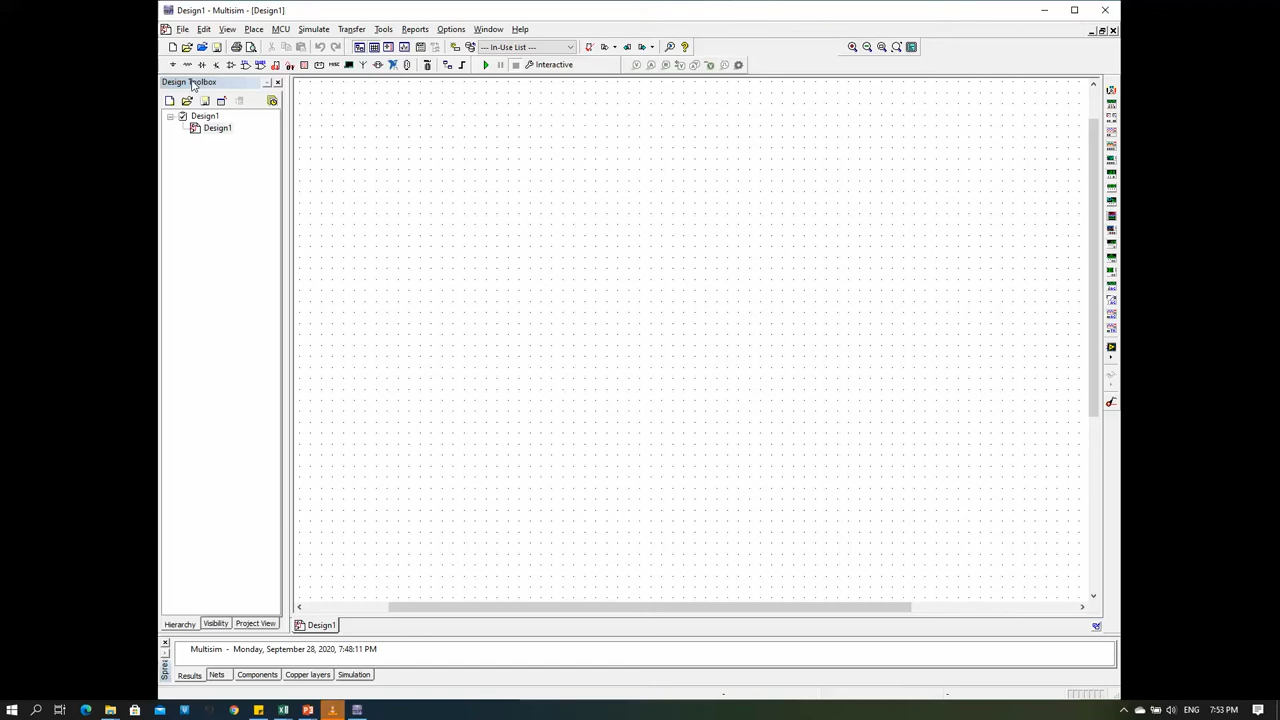 Design1 - Multisim - [Design1]
File Edit View Place MCU Simulate Transfer Tools Reports Options Window Help
--- In-Use List ---
MISC
Interactive
Design Toolbox
Design1
Design1
Hierarchy Visibility Project View
Design1
Multisim - Monday, September 28, 2020, 7:48:11 PM
Results Nets Components Copper layers Simulation
ENG 7:53 PM